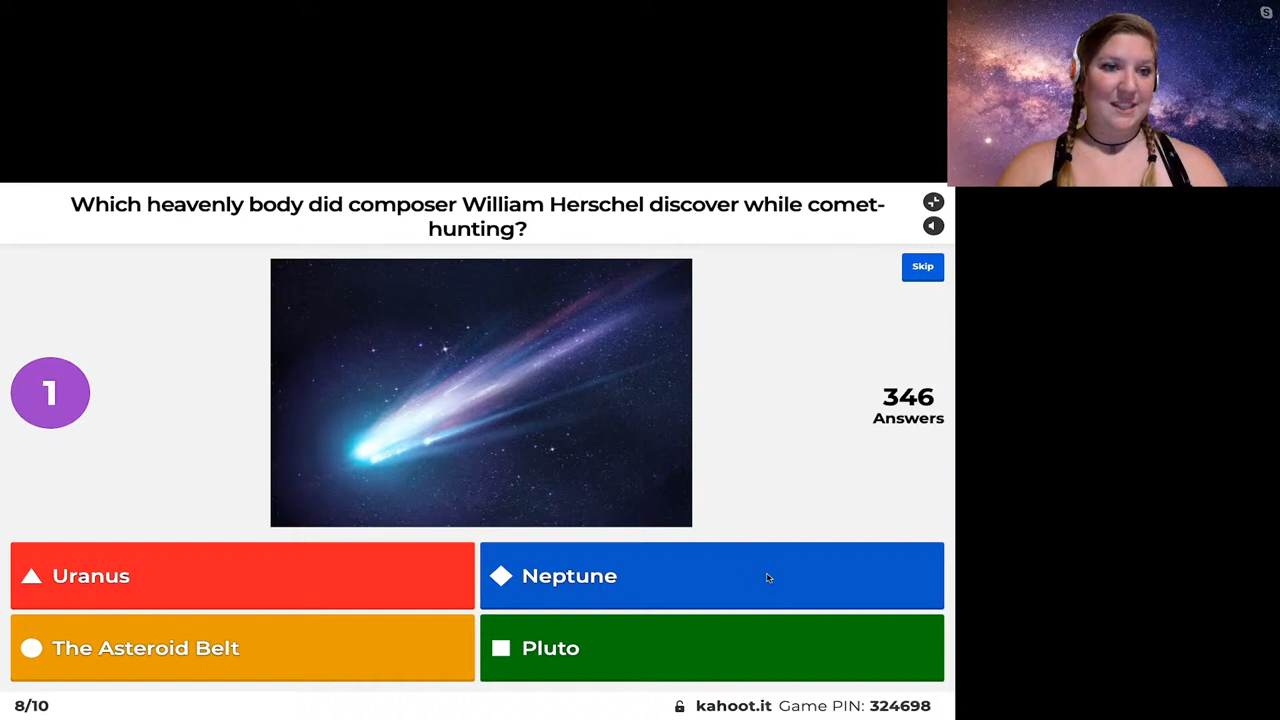 Which heavenly body did composer William Herschel discover while comet-
hunting?
Skip
1
346
Answers
Uranus
Neptune
The Asteroid Belt
Pluto
8/10
kahoot.it Game PIN: 324698